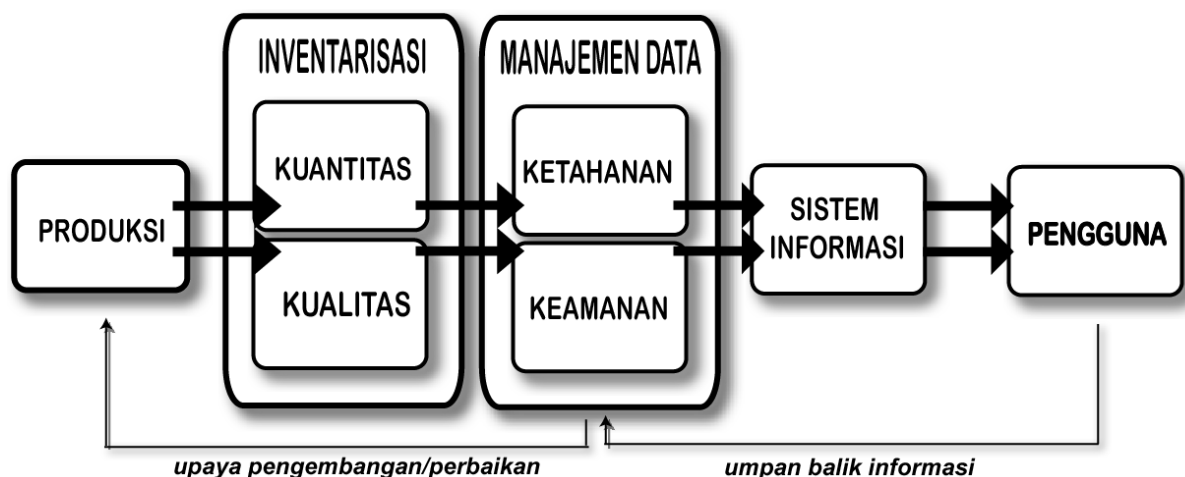 INVENTARISASI
MANAJEMEN DATA
KUANTITAS
KETAHANAN
PRODUKSI
SISTEM
INFORMASI
PENGGUNA
KUALITAS
KEAMANAN
upaya pengembangan/perbaikan
umpan balik informasi